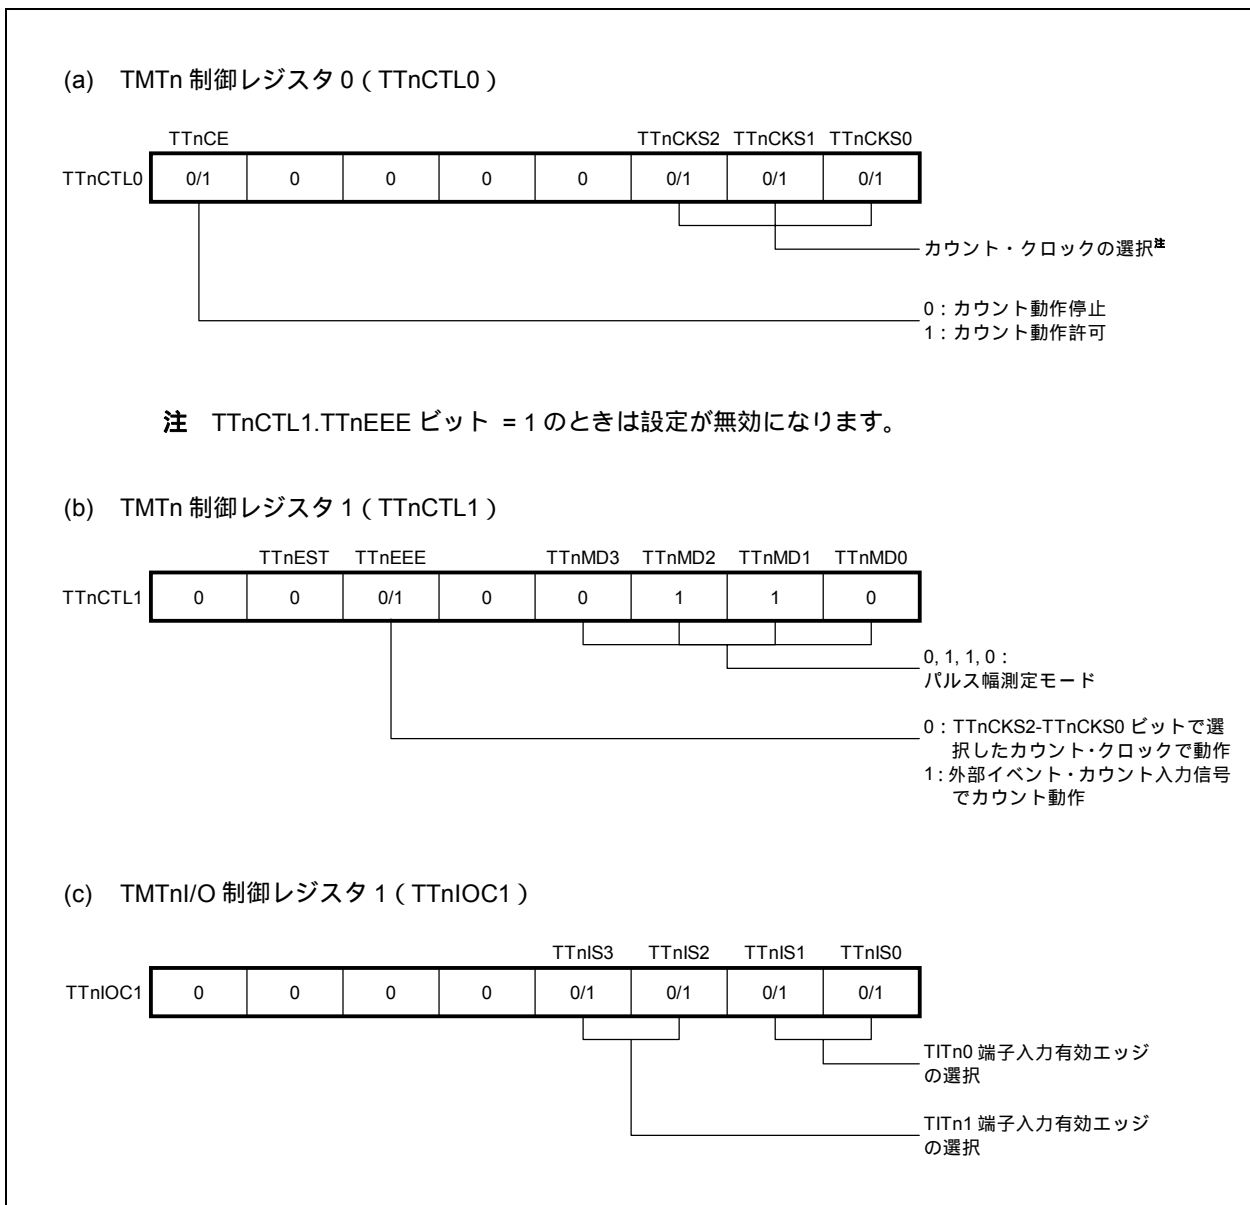 (a) TMTn 制御レジスタ 0（TTnCTL0）
TTnCE TTnCKS2 TTnCKS1 TTnCKS0
TTnCTL0 0/1 0 0 0 0 0/1 0/1 0/1
カウント・クロックの選択注
0：カウント動作停止
1：カウント動作許可
注 TTnCTL1.TTnEEE ビット = 1 のときは設定が無効になります。
(b) TMTn 制御レジスタ 1（TTnCTL1）
TTnEST TTnEEE TTnMD3 TTnMD2 TTnMD1 TTnMD0
TTnCTL1 0 0 0/1 0 0 1 1 0
0, 1, 1, 0：
パルス幅測定モード
0：TTnCKS2-TTnCKS0 ビットで選
択したカウント・クロックで動作
1：外部イベント・カウント入力信号
でカウント動作
(c) TMTnI/O 制御レジスタ 1（TTnIOC1）
TTnIS3 TTnIS2 TTnIS1 TTnIS0
TTnIOC1 0 0 0 0 0/1 0/1 0/1 0/1
TITn0 端子入力有効エッジ
の選択
TITn1 端子入力有効エッジ
の選択